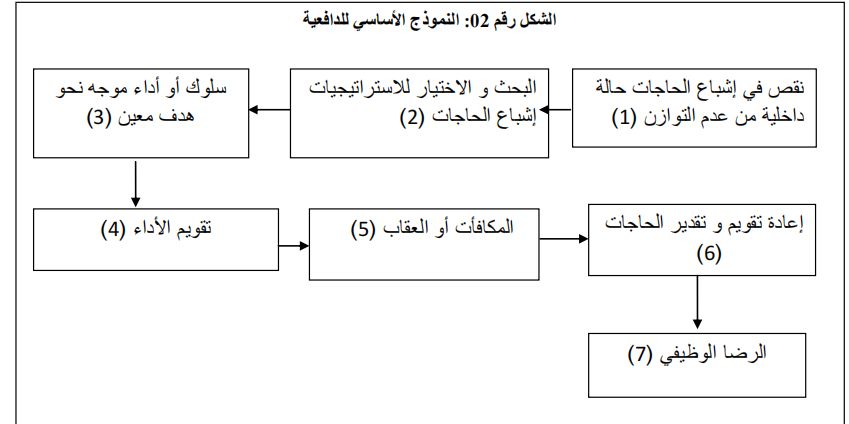 الشكل رقم 02: النموذج الأساسي للدافعية
نقص في إشباع الحاجات حالة
داخلية من عدم التوازن (1)
البحث و الاختيار للاستراتيجيات
إشباع الحاجات (2)
سلوك أو أداء موجه نحو
هدف معين (3)
تقويم الأداء (4)
المكافأت أو العقاب (5)
إعادة تقويم و تقدير الحاجات
(6)
الرضا الوظيفي (7)